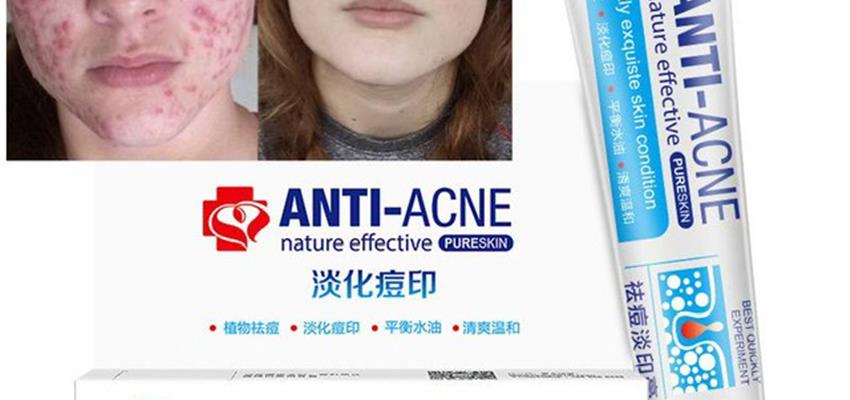 ANTI-ACNE
nature effective PURESKIN
淡化痘印
• 植物祛痘 • 淡化痘印 • 平衡水油 • 清爽温和
ANTI-ACNE
nature effective PURESKIN
exquiste skin condition
淡化痘印 • 平衡水油 • 清爽温和
祛痘淡印膏
BEST QUICKLY
EXPERIMENT